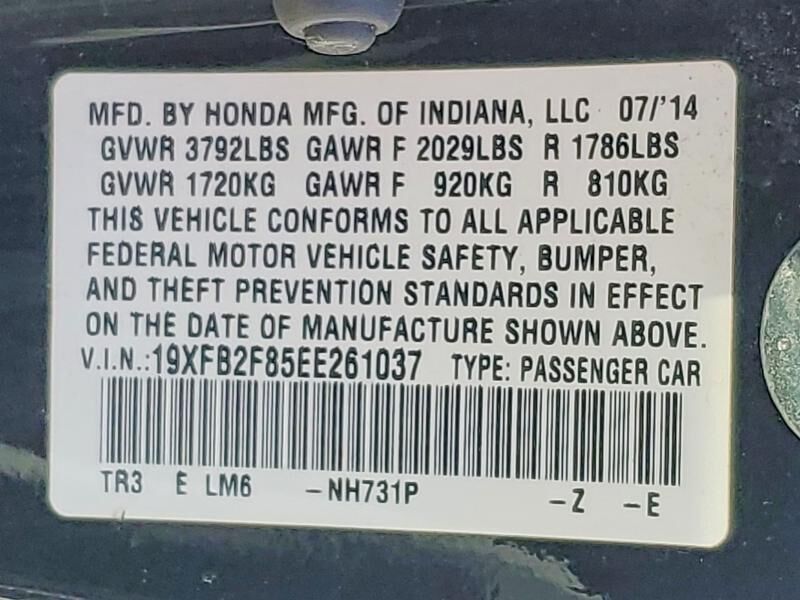 MFD. BY HONDA MFG. OF INDIANA, LLC 07/'14
GVWR 3792LBS GAWR F 2029LBS R 1786LBS
GVWR 1720KG GAWR F 920KG R 810KG
THIS VEHICLE CONFORMS TO ALL APPLICABLE
FEDERAL MOTOR VEHICLE SAFETY, BUMPER,
AND THEFT PREVENTION STANDARDS IN EFFECT
ON THE DATE OF MANUFACTURE SHOWN ABOVE.
V.I.N.:19XFB2F85EE261037 TYPE: PASSENGER CAR
TR3 E LM6 -NH731P -Z -E